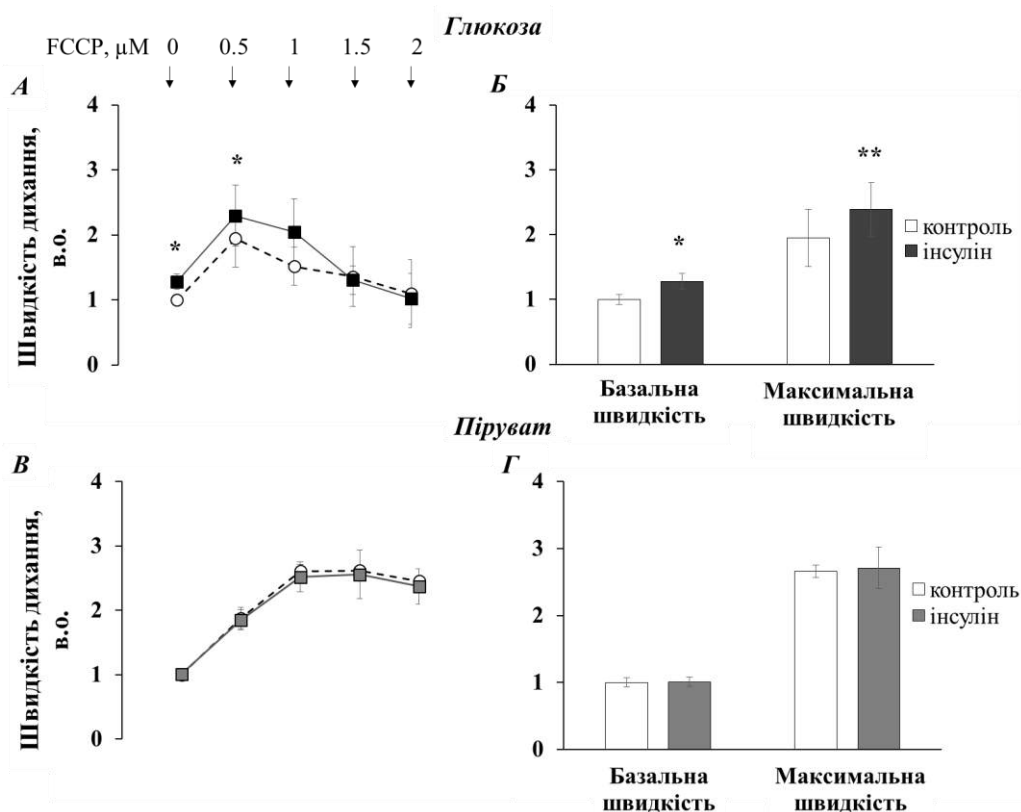 Глюкоза
FCCP, µM 0 0.5 1 1.5 2
А
Швидкість дихання,
в.о.
4
3
2
1
0
*
*
Б
4
3
2
1
0
*
**
контроль
інсулін
Базальна
швидкість
Максимальна
швидкість
Піруват
В
Швидкість дихання,
в.о.
4
3
2
1
0
Г
4
3
2
1
0
контроль
інсулін
Базальна
швидкість
Максимальна
швидкість